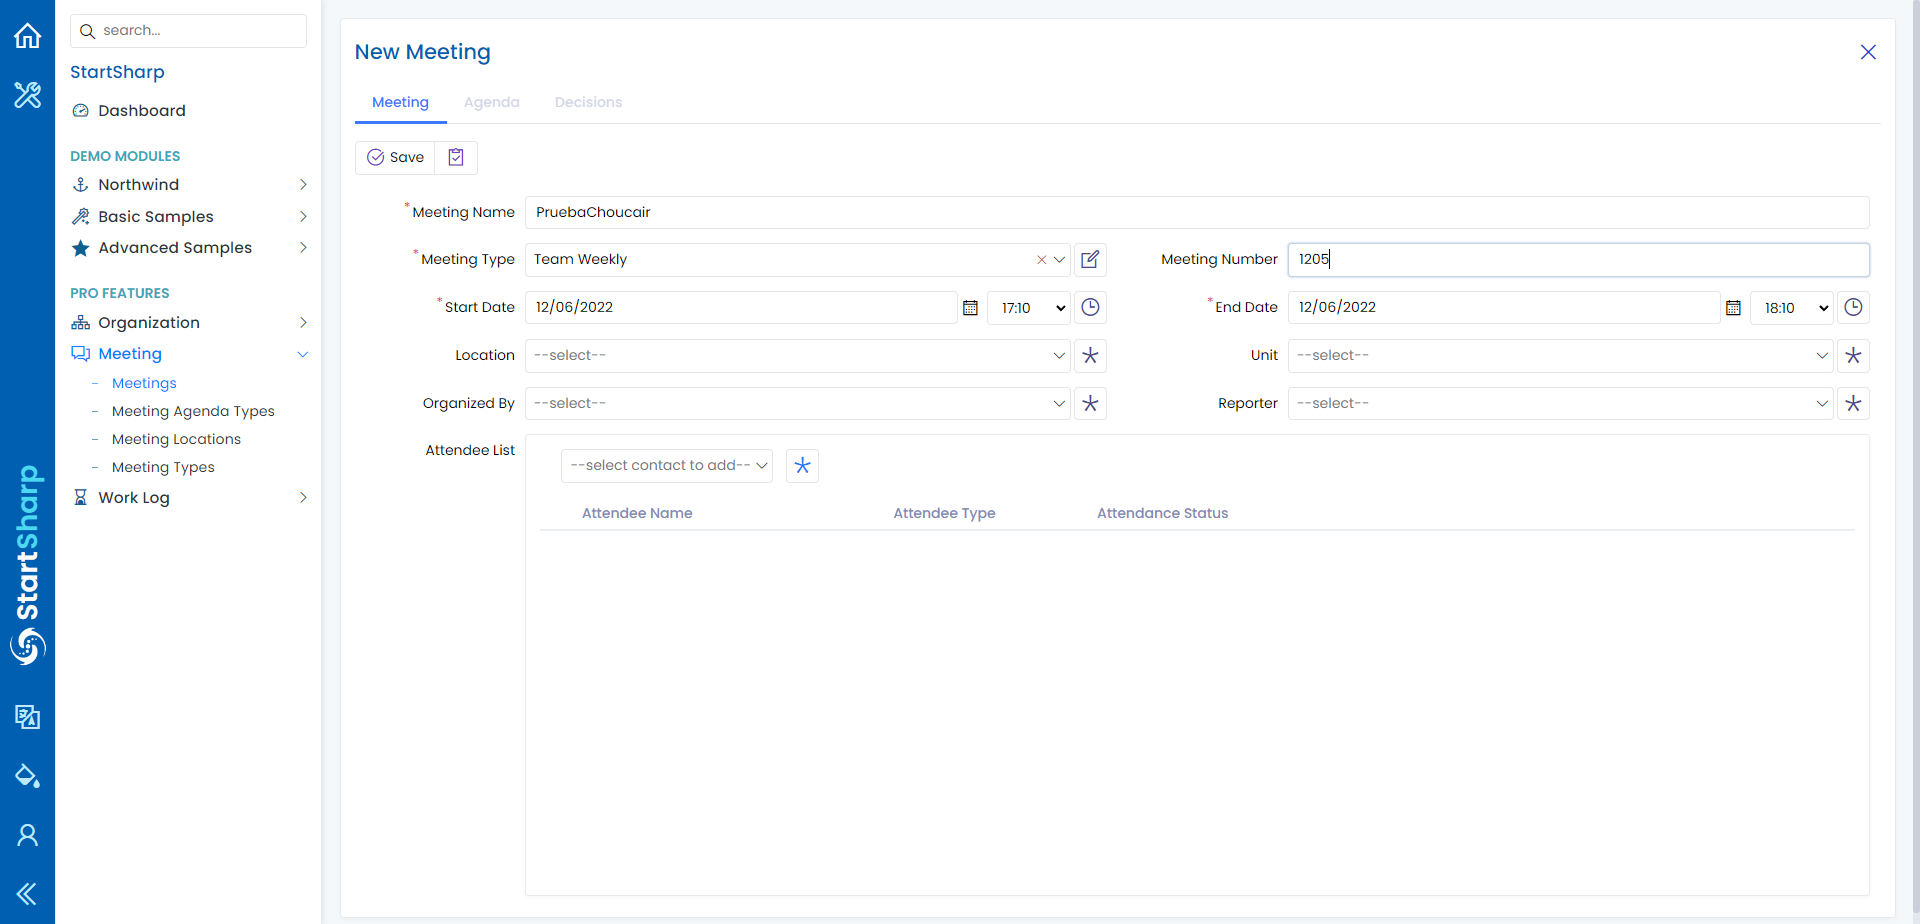 search...
StartSharp
Dashboard
DEMO MODULES
Northwind
Basic Samples
Advanced Samples
PRO FEATURES
Organization
Meeting
Meetings
Meeting Agenda Types
Meeting Locations
Meeting Types
Work Log
StartSharp
New Meeting
Meeting Agenda Decisions
Save
*Meeting Name PruebaChoucair
*Meeting Type Team Weekly Meeting Number 1205
*Start Date 12/06/2022 17:10 *End Date 12/06/2022 18:10
Location --select-- Unit --select--
Organized By --select-- Reporter --select--
Attendee List
--select contact to add--
Attendee Name Attendee Type Attendance Status